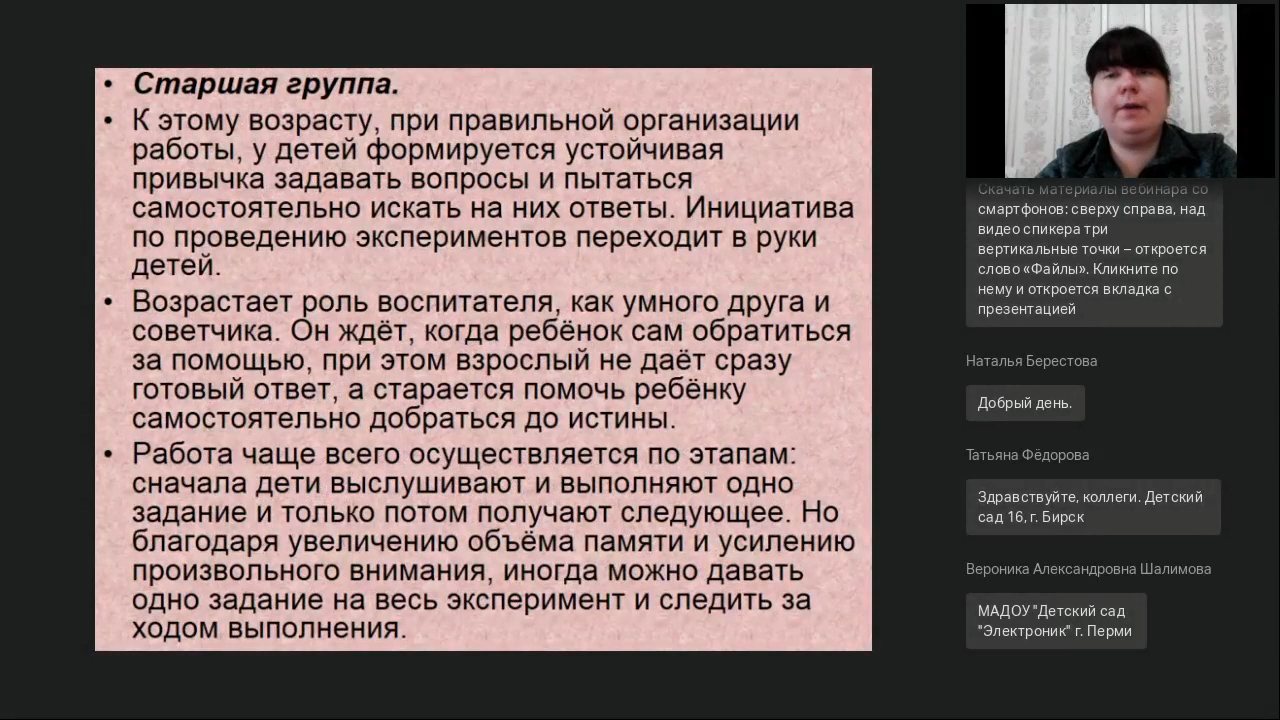 • Старшая группа.
• К этому возрасту, при правильной организации
работы, у детей формируется устойчивая
привычка задавать вопросы и пытаться
самостоятельно искать на них ответы. Инициатива
по проведению экспериментов переходит в руки
детей.
• Возрастает роль воспитателя, как умного друга и
советчика. Он ждёт, когда ребёнок сам обратиться
за помощью, при этом взрослый не даёт сразу
готовый ответ, а старается помочь ребёнку
самостоятельно добраться до истины.
• Работа чаще всего осуществляется по этапам:
сначала дети выслушивают и выполняют одно
задание и только потом получают следующее. Но
благодаря увеличению объёма памяти и усилению
произвольного внимания, иногда можно давать
одно задание на весь эксперимент и следить за
ходом выполнения.
Скачать материалы вебинара со
смартфонов: сверху справа, над
видео спикера три
вертикальные точки – откроется
слово «Файлы». Кликните по
нему и откроется вкладка с
презентацией
Наталья Берестова
Добрый день.
Татьяна Фёдорова
Здравствуйте, коллеги. Детский
сад 16, г. Бирск
Вероника Александровна Шалимова
МАДОУ "Детский сад
"Электроник" г. Перми